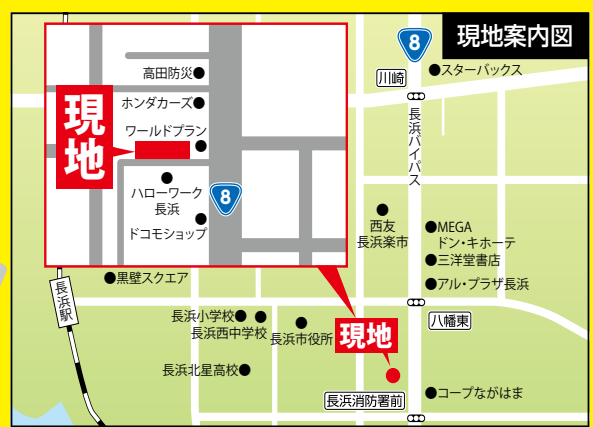 現地案内図
8
川崎
スターバックス
長浜バイパス
高田防災
ホンダカーズ
ワールドプラン
現地
ハローワーク
長浜
8
ドコモショップ
西友
長浜楽市
MEGA
ドン・キホーテ
三洋堂書店
アル・プラザ長浜
黒壁スクエア
長浜駅
八幡東
長浜小学校
長浜西中学校
長浜市役所
現地
長浜北星高校
長浜消防署前
コープながはま